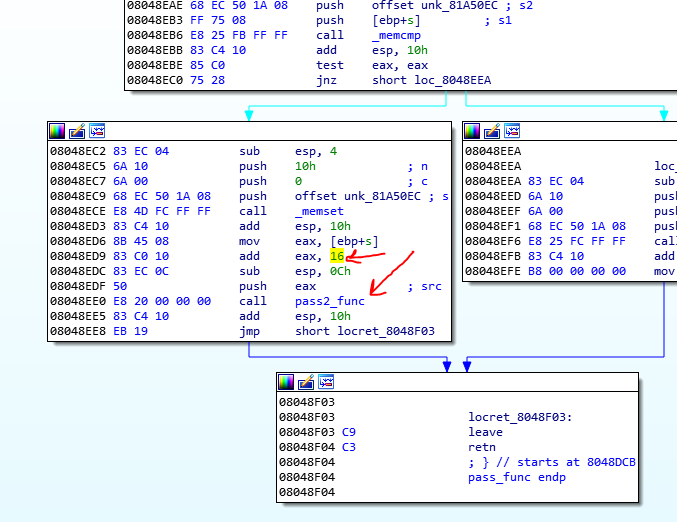 08048EAE 68 EC 50 1A 08 push offset unk_81A50EC ; s2
08048EB3 FF 75 08 push [ebp+s] ; s1
08048EB6 E8 25 FB FF FF call _memcmp
08048EBB 83 C4 10 add esp, 10h
08048EBE 85 C0 test eax, eax
08048EC0 75 28 jnz short loc_8048EEA
08048EC2 83 EC 04 sub esp, 4
08048EC5 6A 10 push 10h ; n
08048EC7 6A 00 push 0 ; c
08048EC9 68 EC 50 1A 08 push offset unk_81A50EC ; s
08048ECE E8 4D FC FF FF call _memset
08048ED3 83 C4 10 add esp, 10h
08048ED6 8B 45 08 mov eax, [ebp+s]
08048ED9 83 C0 10 add eax, 16
08048EDC 83 EC 0C sub esp, 0Ch
08048EDF 50 push eax ; src
08048EE0 E8 20 00 00 00 call pass2_func
08048EE5 83 C4 10 add esp, 10h
08048EE8 EB 19 jmp short locret_8048F03
08048EEA
08048EEA loc_
08048EEA 83 EC 04 sub
08048EED 6A 10 push
08048EEF 6A 00 push
08048EF1 68 EC 50 1A 08 push
08048EF6 E8 25 FC FF FF call
08048EFB 83 C4 10 add
08048EFE B8 00 00 00 00 mov
08048F03
08048F03 locret_8048F03:
08048F03 C9 leave
08048F04 C3 retn
08048F04 ; } // starts at 8048DCB
08048F04 pass_func endp
08048F04